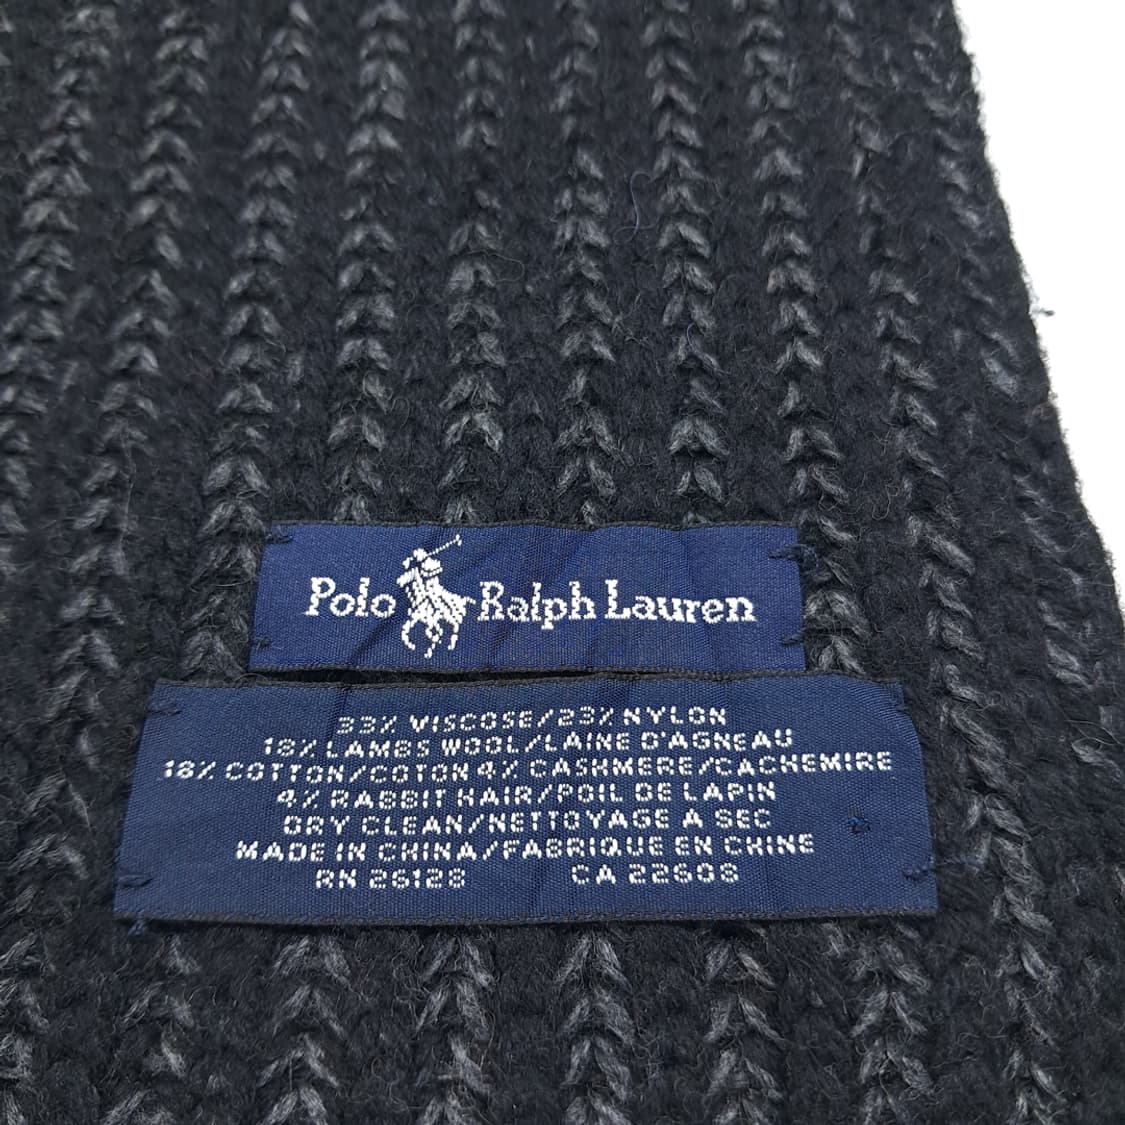 Polo Ralph Lauren
33% VISCOSE/23% NYLON
18% LAMBS WOOL/LAINE D'AGNEAU
18% COTTON/COTON 4% CASHMERE/CACHEMIRE
4% RABBIT HAIR/POIL DE LAPIN
DRY CLEAN/NETTOYAGE A SEC
MADE IN CHINA/FABRIQUE EN CHINE
RN 26128 CA 22608